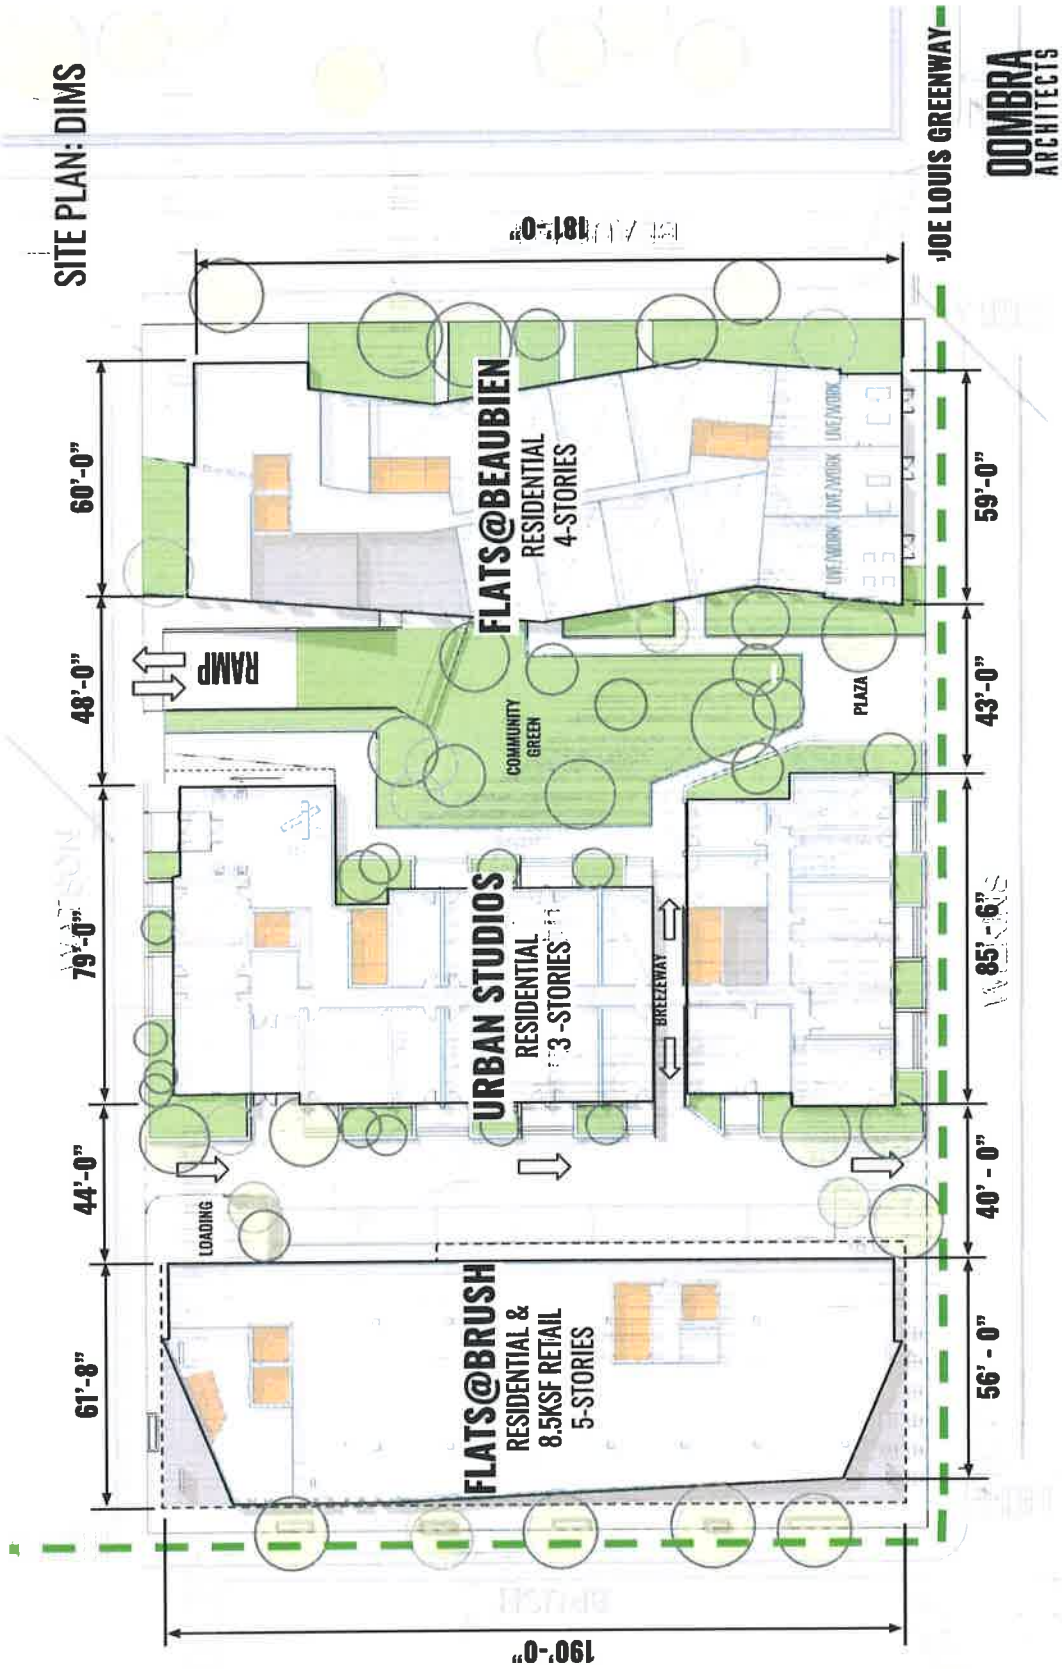 SITE PLAN: DIMS
61'-8"
44'-0"
79'-0"
48'-0"
60'-0"
190'-0"
181'-0"
LOADING
RAMP
FLATS@BRUSH
RESIDENTIAL &
8.5KSF RETAIL
5-STORIES
URBAN STUDIOS
RESIDENTIAL
3 -STORIES
BREEZEWAY
COMMUNITY
GREEN
PLAZA
FLATS@BEAUBIEN
RESIDENTIAL
4-STORIES
LIVE/WORK
LIVE/WORK
LIVE/WORK
56' - 0"
40' - 0"
85' -6"
43'-0"
59'-0"
JOE LOUIS GREENWAY
OOMBRA
ARCHITECTS